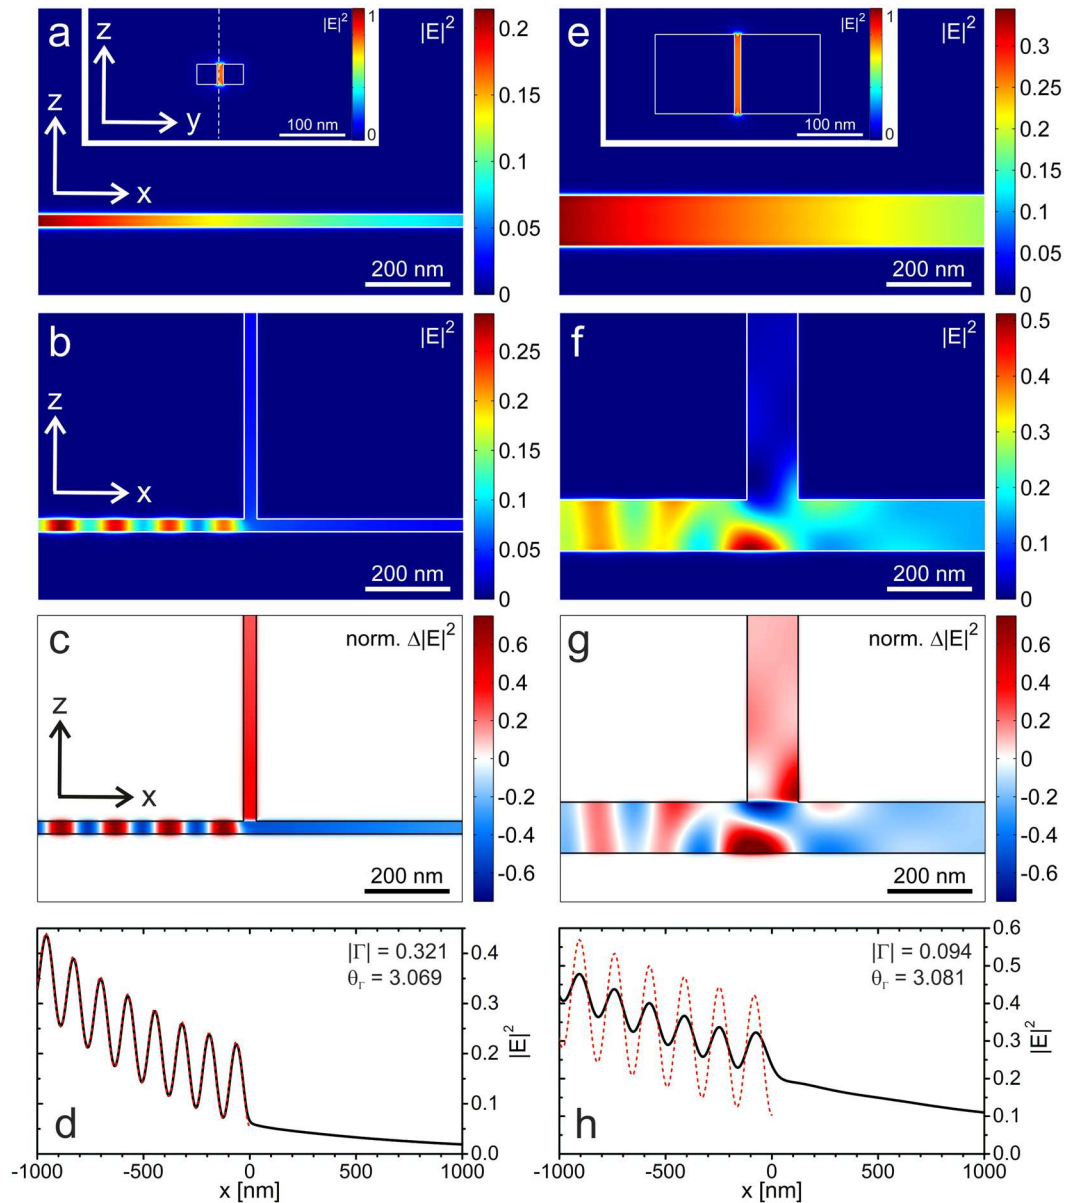 a
z
y
|E|²
1
0
100 nm
|E|²
z
x
200 nm
0.2
0.15
0.1
0.05
0
e
|E|²
1
0
100 nm
|E|²
200 nm
0.3
0.25
0.2
0.15
0.1
0.05
0
b
|E|²
z
x
200 nm
0.25
0.2
0.15
0.1
0.05
0
f
|E|²
200 nm
0.5
0.4
0.3
0.2
0.1
0
c
norm. Δ|E|²
z
x
200 nm
0.6
0.4
0.2
0
-0.2
-0.4
-0.6
g
norm. Δ|E|²
200 nm
0.6
0.4
0.2
0
-0.2
-0.4
-0.6
|Γ| = 0.321
θΓ = 3.069
d
0.4
0.3
|E|²
0.2
0.1
0.0
-1000 -500 0 500 1000
x [nm]
|Γ| = 0.094
θΓ = 3.081
h
0.6
0.5
0.4
|E|²
0.3
0.2
0.1
0.0
-1000 -500 0 500 1000
x [nm]